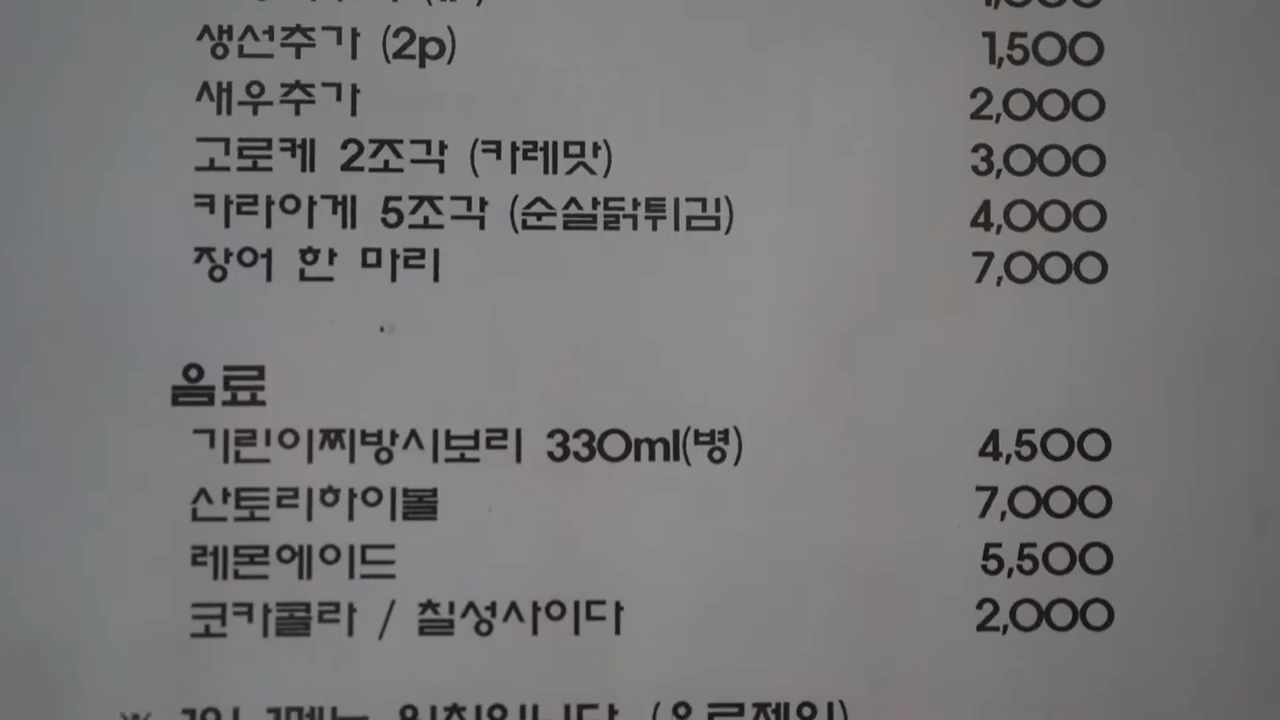 생선추가 (2p) 1,500
새우추가 2,000
고로케 2조각 (카레맛) 3,000
카라아게 5조각 (순살닭튀김) 4,000
장어 한 마리 7,000
음료
기린이찌방시보리 330ml(병) 4,500
산토리하이볼 7,000
레몬에이드 5,500
코카콜라 / 칠성사이다 2,000